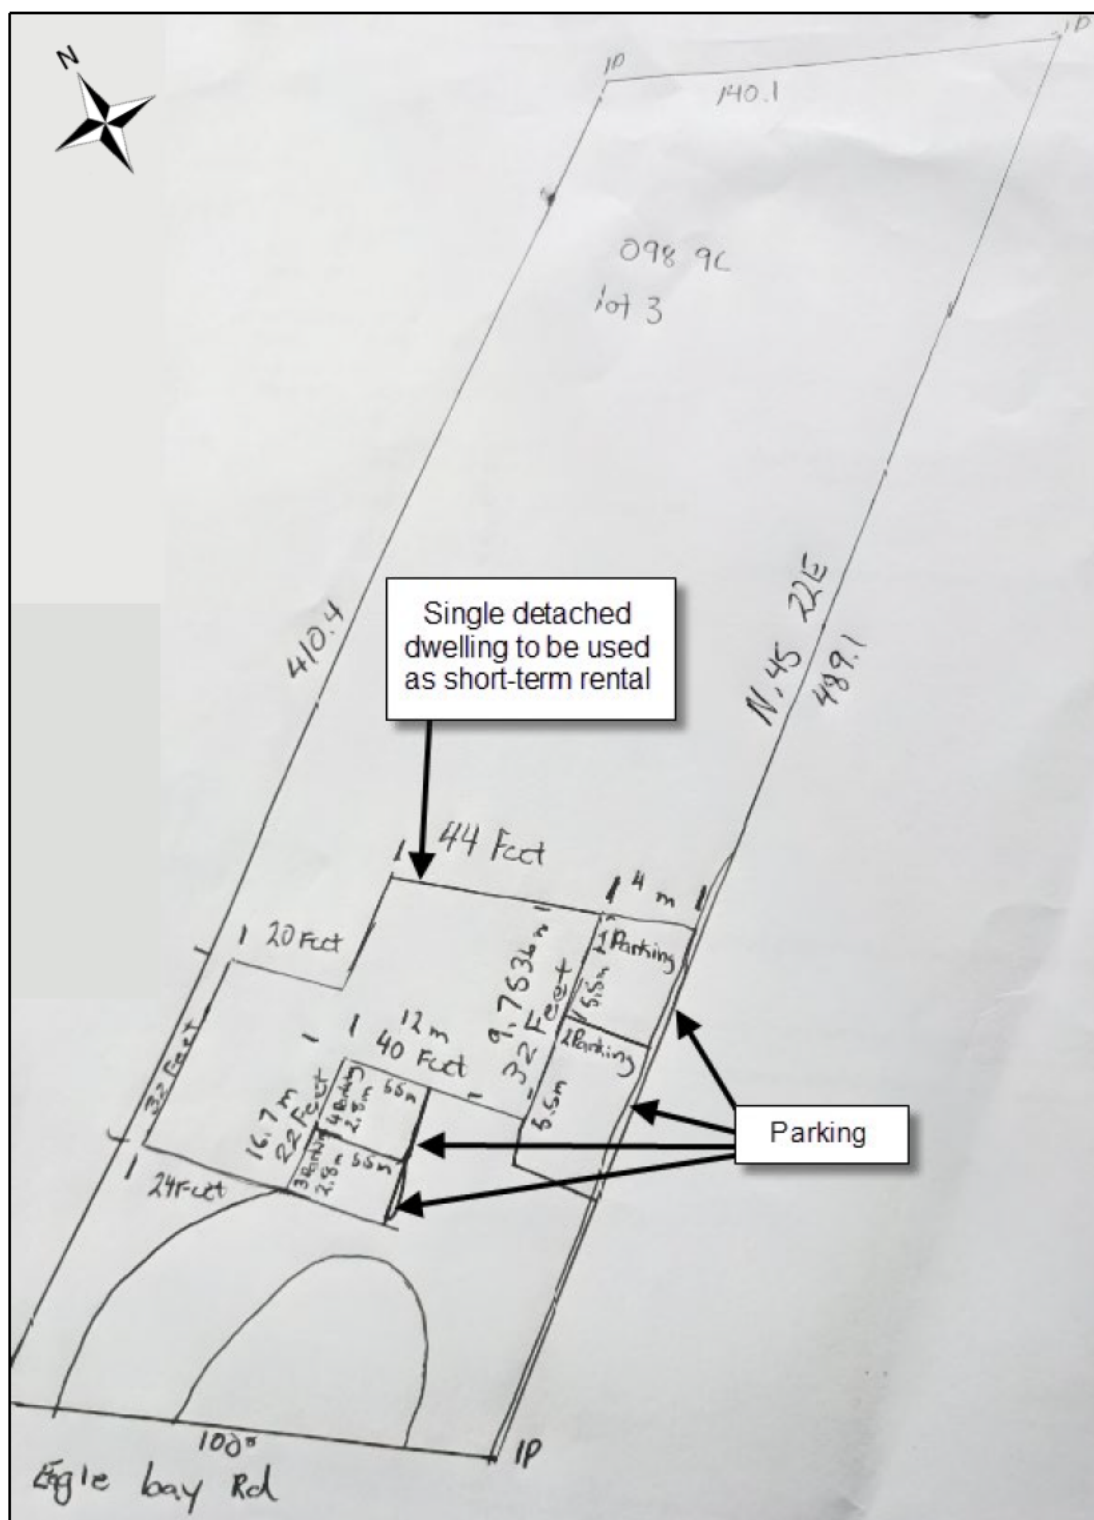 N
IP
IP
140.1
098 9C
lot 3
410.4
N.45 22E
489.1
Single detached
dwelling to be used
as short-term rental
44 Feet
4 m
20 Feet
1 Parking
5.5m
9.7536m
32 Feet
2 Parking
5.5m
12 m
40 Feet
32 Feet
16.7m
22 Feet
4 Parking
2.8m
5.5m
3 Parking
2.8m
5.5m
Parking
24 Feet
100
IP
Eagle bay Rd